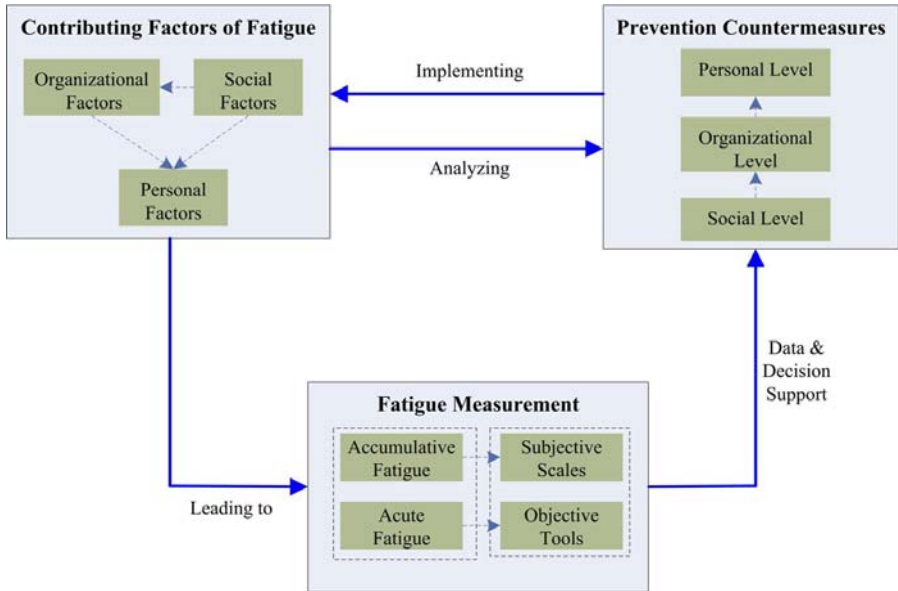 Contributing Factors of Fatigue
Organizational
Factors
Social
Factors
Personal
Factors
Implementing
Analyzing
Prevention Countermeasures
Personal Level
Organizational
Level
Social Level
Leading to
Fatigue Measurement
Accumulative
Fatigue
Subjective
Scales
Acute
Fatigue
Objective
Tools
Data &
Decision
Support